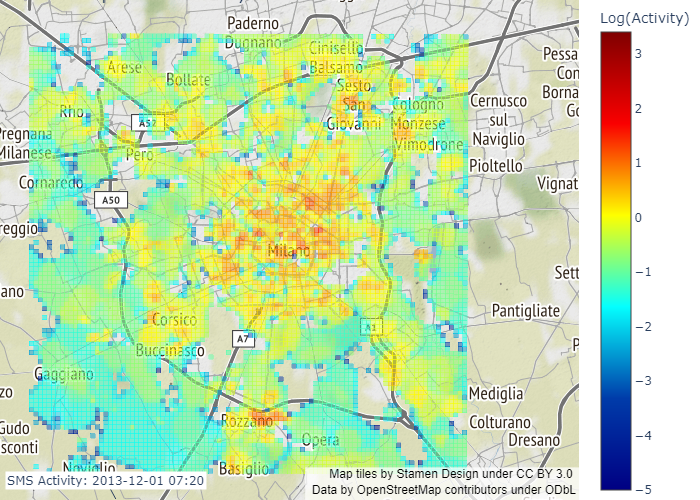 Log(Activity)
Paderno
Dugnano
Cinisello
Balsamo
Arese
Bollate
Sesto
San
Giovanni
Cologno
Monzese
Vimodrone
Cernusco
sul
Naviglio
Pioltello
Pessa
Con
Borna
Go
Rho
A52
Pregnana
Milanese
Pero
Cornaredo
A50
Vignat
reggio
Milano
Sett
ano
Pantigliate
Corsico
A1
A7
Buccinasco
P
Gaggiano
zo
Mediglia
Rozzano
Colturano
Dresano
Gudo
sconti
Opera
Noviglio
Basiglio
SMS Activity: 2013-12-01 07:20
Map tiles by Stamen Design under CC BY 3.0
Data by OpenStreetMap contributors under ODbL
3
2
1
0
−1
−2
−3
−4
−5